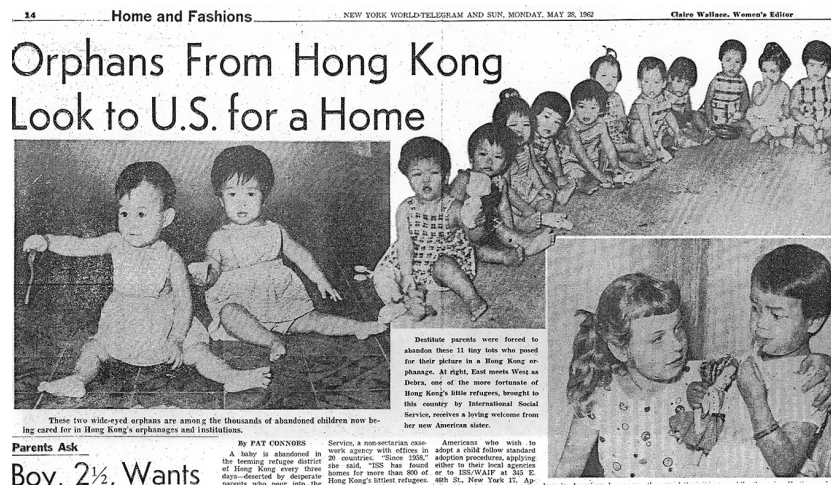 14
Home and Fashions
NEW YORK WORLD-TELEGRAM AND SUN, MONDAY, MAY 28, 1962
Claire Wallace, Women's Editor
Orphans From Hong Kong
Look to U.S. for a Home
Destitute parents were forced to
abandon these 11 tiny tots who posed
for their picture in a Hong Kong or-
phanage. At right, East meets West as
Debra, one of the more fortunate of
Hong Kong's little refugees, brought to
this country by International Social
Service, receives a loving welcome from
her new American sister.
These two wide-eyed orphans are among the thousands of abandoned children now be-
ing cared for in Hong Kong's orphanages and institutions.
Parents Ask
Boy, 2½, Wants
By PAT CONNORS
A baby is abandoned in
the teeming refugee district
of Hong Kong every three
days—deserted by desperate
parents who pour into the
Service, a non-sectarian case-
work agency with offices in
20 countries. "Since 1958,"
she said, "ISS has found
homes for more than 800 of
Hong Kong's littlest refugees.
Americans who wish to
adopt a child follow standard
adoption procedures, applying
either to their local agencies
or to ISS/WAIF at 345 E.
46th St., New York 17. Ap-